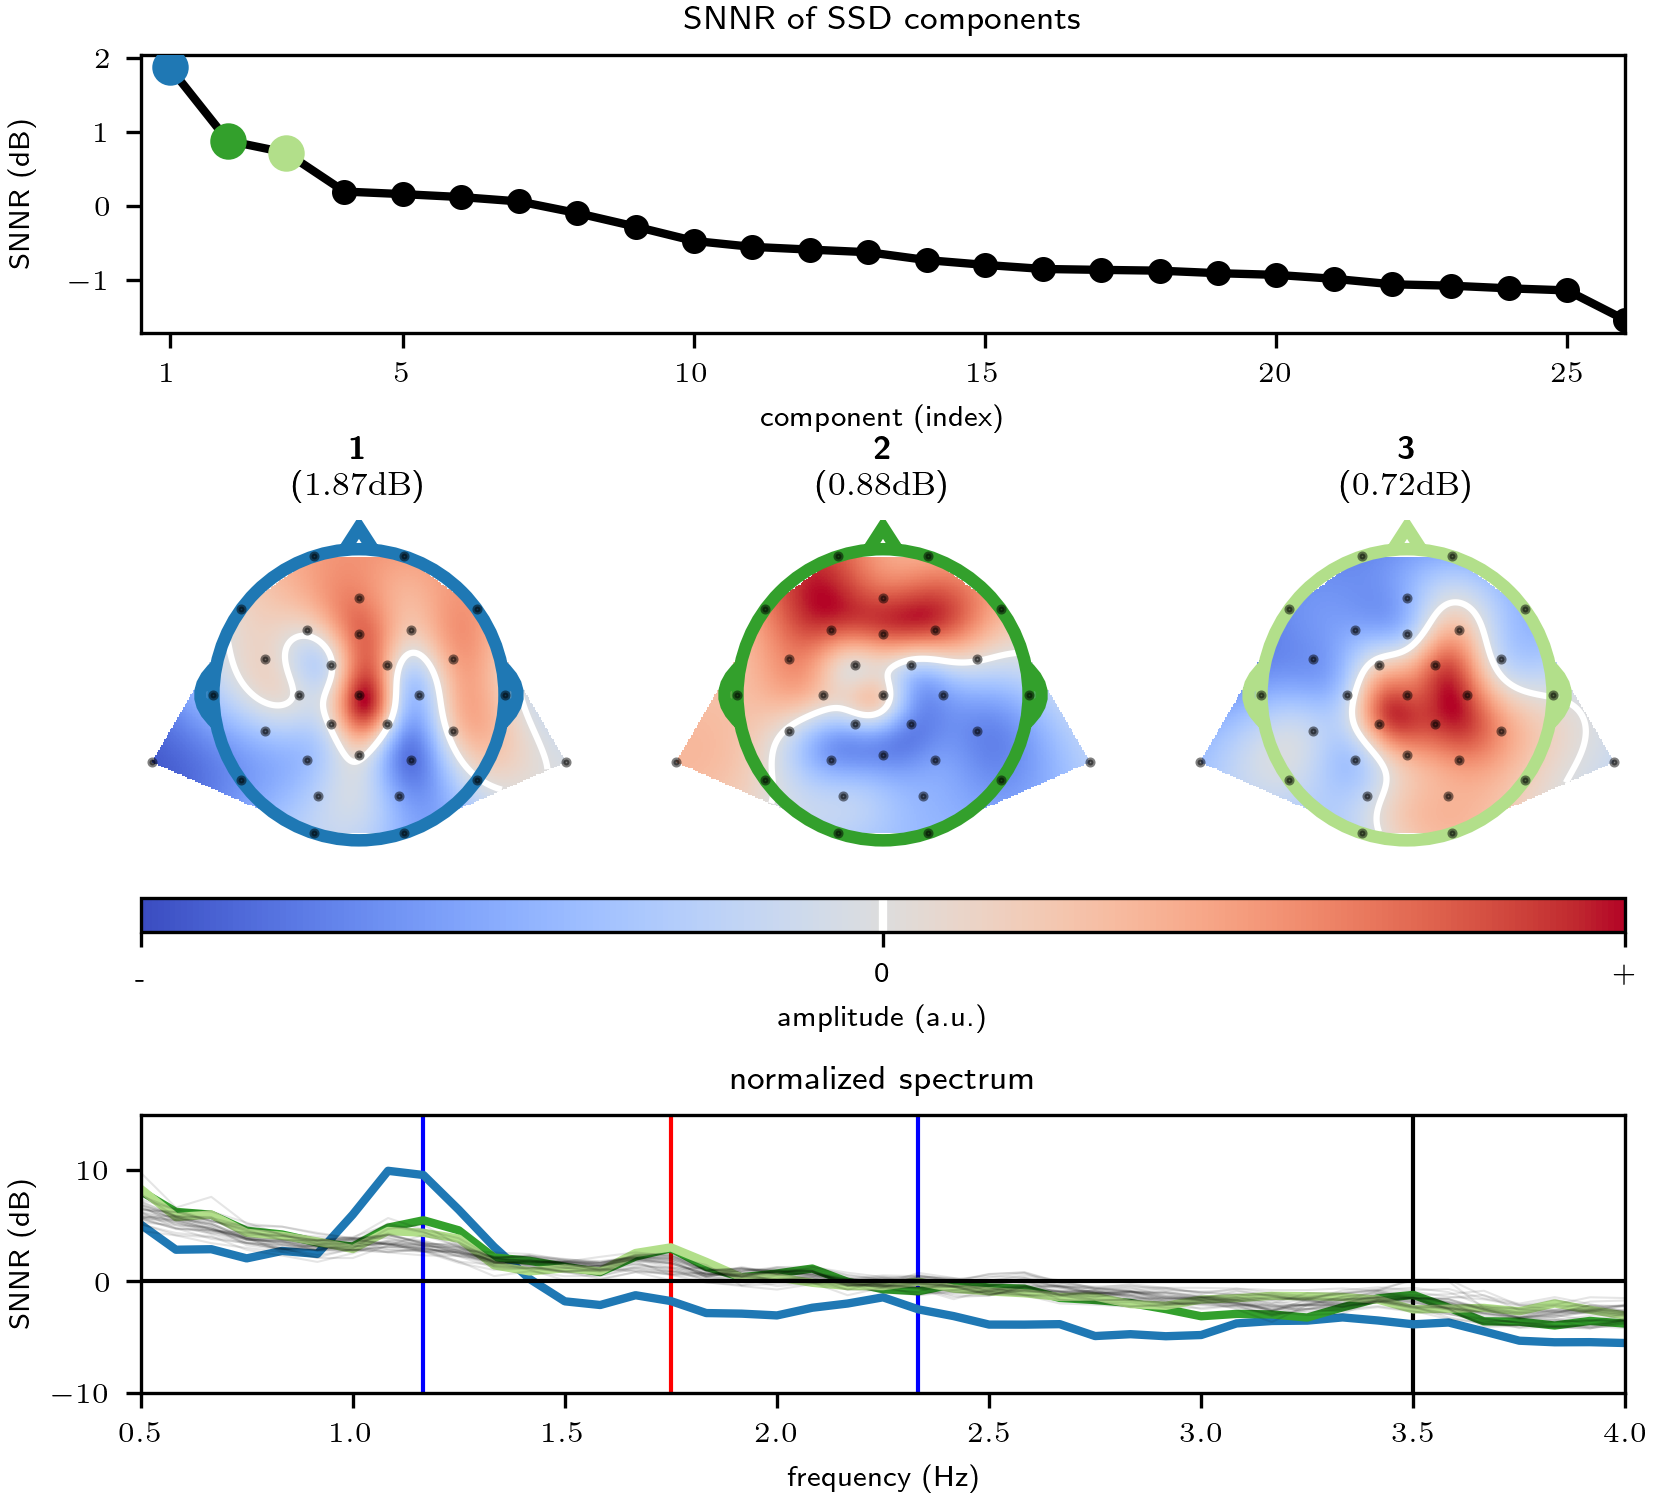 SNNR of SSD components
SNNR (dB)
2
1
0
−1
1 5 10 15 20 25
component (index)
1 2 3
(1.87dB) (0.88dB) (0.72dB)
- 0 +
amplitude (a.u.)
normalized spectrum
SNNR (dB)
10
0
−10
0.5 1.0 1.5 2.0 2.5 3.0 3.5 4.0
frequency (Hz)